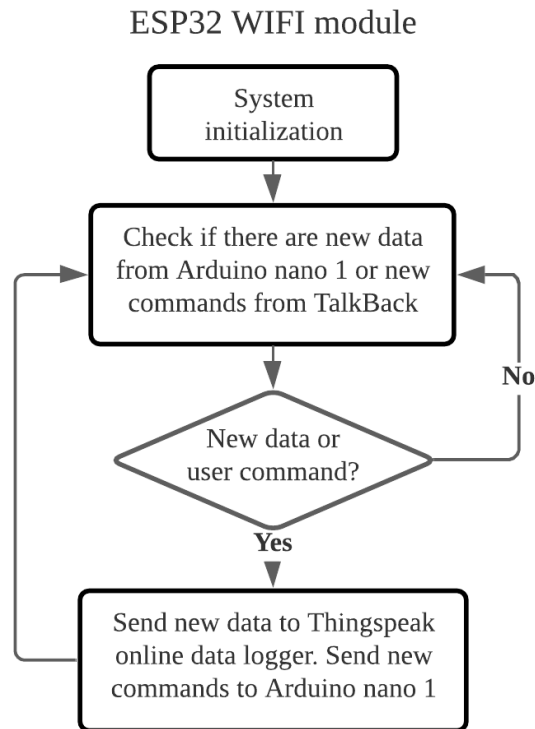 ESP32 WIFI module
System
initialization
Check if there are new data
from Arduino nano 1 or new
commands from TalkBack
No
New data or
user command?
Yes
Send new data to Thingspeak
online data logger. Send new
commands to Arduino nano 1